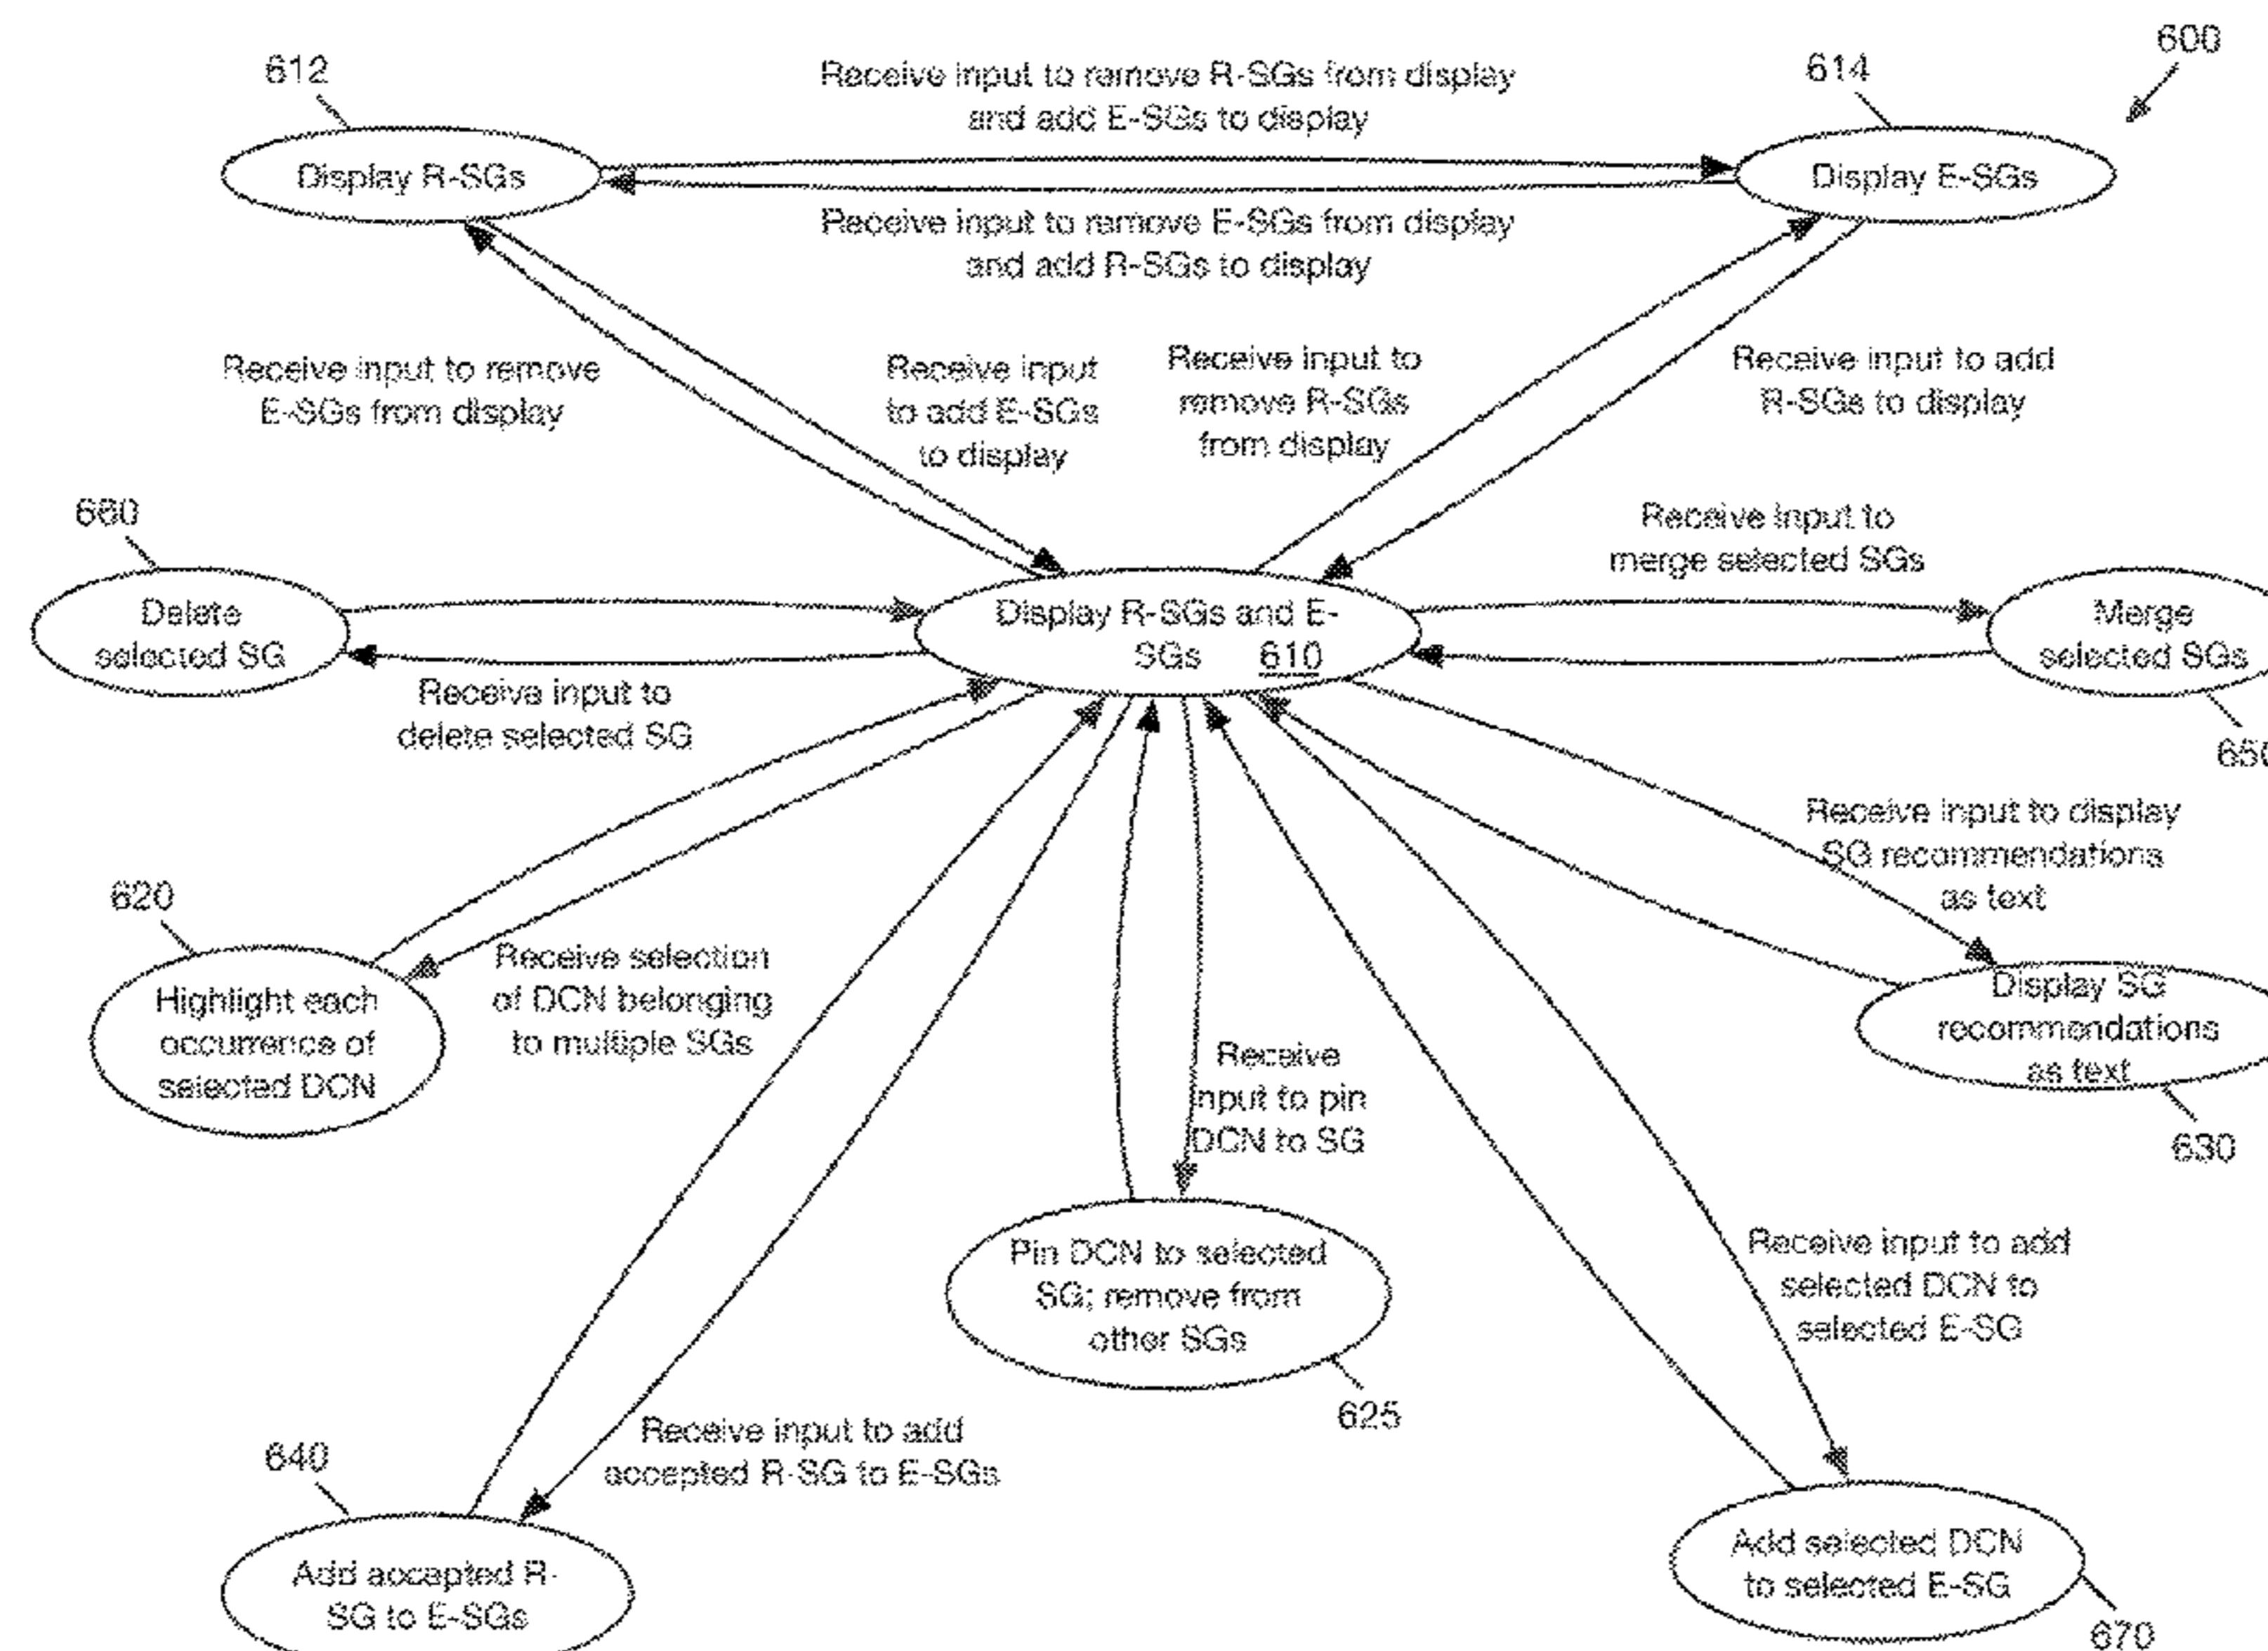 600
612
Receive input to remove R-SGs from display
and add E-SGs to display
614
Display R-SGs
Display E-SGs
Receive input to remove E-SGs from display
and add R-SGs to display
Receive input to remove
E-SGs from display
Receive input
to add E-SGs
to display
Receive input to
remove R-SGs
from display
Receive input to add
R-SGs to display
660
Delete
selected SG
Display R-SGs and E-
SGs 610
Receive input to
merge selected SGs
Merge
selected SGs
650
Receive input to
delete selected SG
Receive input to display
SG recommendations
as text
620
Highlight each
occurrence of
selected DCN
Receive selection
of DCN belonging
to multiple SGs
Display SG
recommendations
as text
630
Receive
input to pin
DCN to SG
Pin DCN to selected
SG; remove from
other SGs
625
Receive input to add
selected DCN to
selected E-SG
640
Receive input to add
accepted R-SG to E-SGs
Add accepted R-
SG to E-SGs
Add selected DCN
to selected E-SG
670